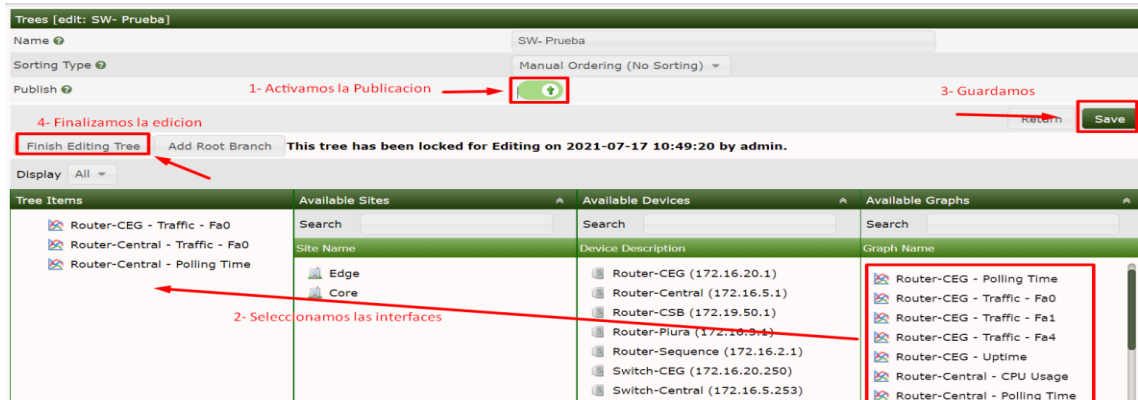 Trees [edit: SW- Prueba]
Name
SW- Prueba
Sorting Type
Manual Ordering (No Sorting)
Publish
1- Activamos la Publicacion
3- Guardamos
4- Finalizamos la edicion
Return
Save
Finish Editing Tree
Add Root Branch
This tree has been locked for Editing on 2021-07-17 10:49:20 by admin.
Display
All
Tree Items
Router-CEG - Traffic - Fa0
Router-Central - Traffic - Fa0
Router-Central - Polling Time
2- Seleccionamos las interfaces
Available Sites
Search
Site Name
Edge
Core
Available Devices
Search
Device Description
Router-CEG (172.16.20.1)
Router-Central (172.16.5.1)
Router-CSB (172.19.50.1)
Router-Piura (172.16.9.1)
Router-Sequence (172.16.2.1)
Switch-CEG (172.16.20.250)
Switch-Central (172.16.5.253)
Available Graphs
Search
Graph Name
Router-CEG - Polling Time
Router-CEG - Traffic - Fa0
Router-CEG - Traffic - Fa1
Router-CEG - Traffic - Fa4
Router-CEG - Uptime
Router-Central - CPU Usage
Router-Central - Polling Time